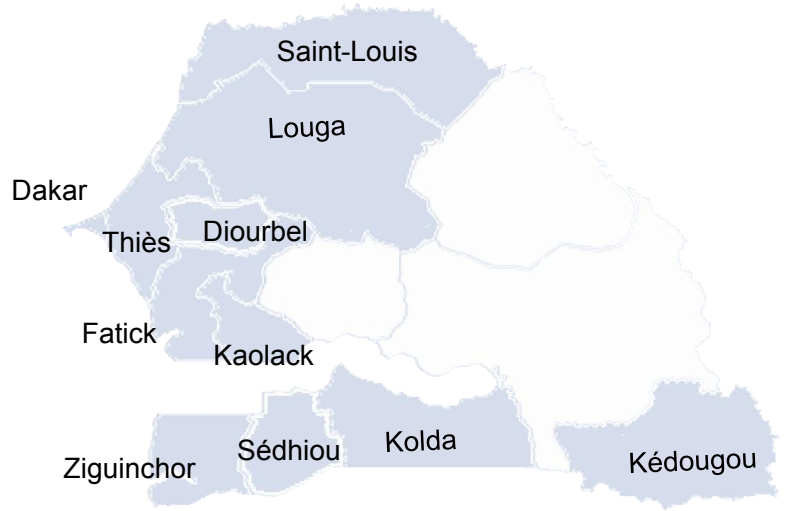 Saint-Louis
Louga
Dakar
Thiès
Diourbel
Fatick
Kaolack
Sédhiou
Kolda
Ziguinchor
Kédougou